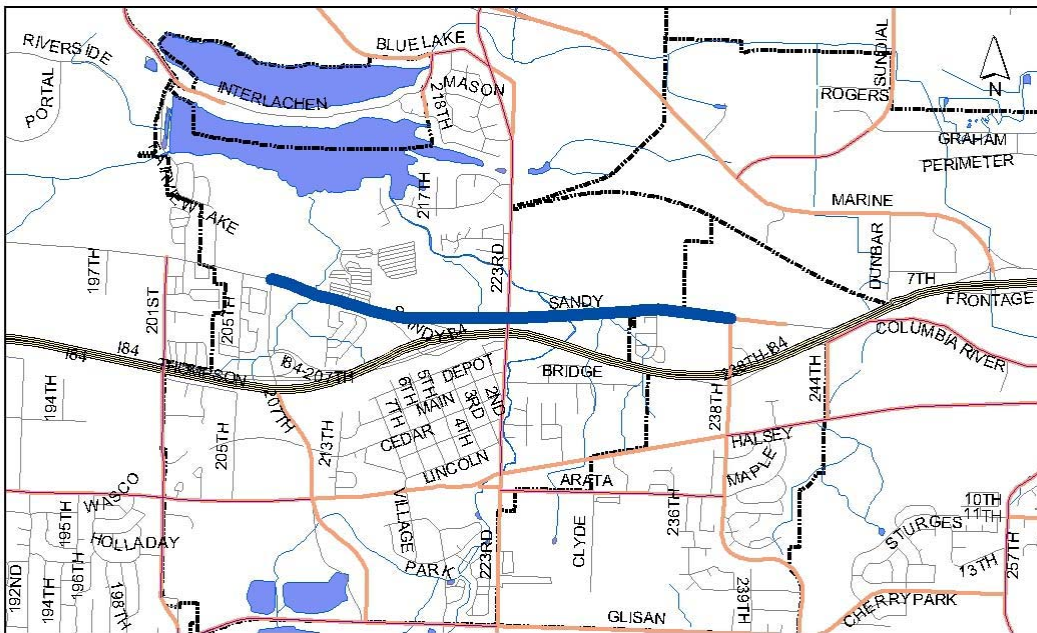 RIVERSIDE
BLUE LAKE
SUNDIAL
PORTAL
INTERLACHEN
MASON
218TH
ROGERS
N
GRAHAM
PERIMETER
217TH
MARINE
197TH
201ST
205TH
223RD
SANDY
DUNBAR
7TH
FRONTAGE
I84
I84
I84-207TH
COLUMBIA RIVER
194TH
207TH
205TH
213TH
5TH
6TH
7TH
DEPOT
MAIN
3RD
2ND
CEDAR
4TH
LINCOLN
BRIDGE
238TH-I84
238TH
244TH
HALSEY
MAPLE
ARATA
WASCO
195TH
HOLLADAY
196TH
192ND
194TH
198TH
VILLAGE
PARK
223RD
CLYDE
236TH
239TH
GLISAN
10TH
11TH
STURGES
13TH
257TH
CHERRY PARK